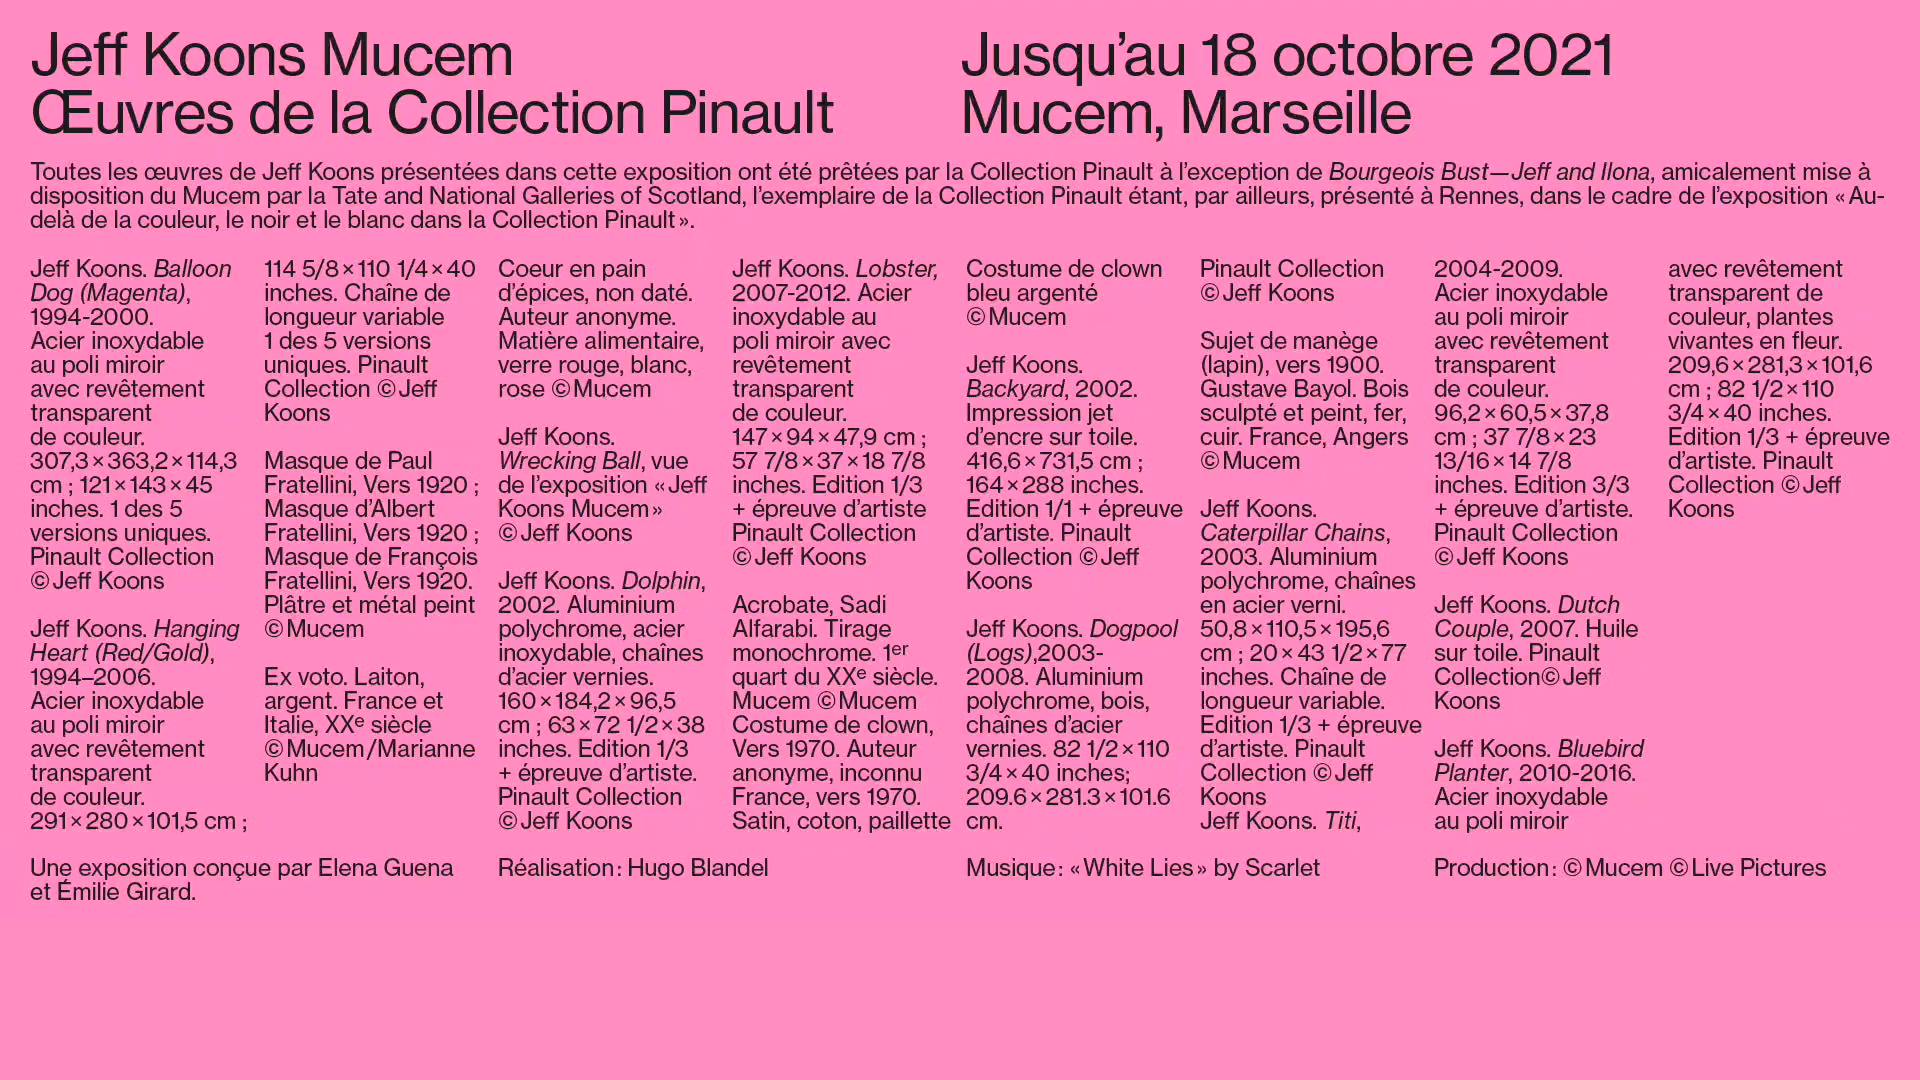 Jeff Koons Mucem
Œuvres de la Collection Pinault
Jusqu’au 18 octobre 2021
Mucem, Marseille
Toutes les œuvres de Jeff Koons présentées dans cette exposition ont été prêtées par la Collection Pinault à l’exception de Bourgeois Bust—Jeff and Ilona, amicalement mise à
disposition du Mucem par la Tate and National Galleries of Scotland, l’exemplaire de la Collection Pinault étant, par ailleurs, présenté à Rennes, dans le cadre de l’exposition « Au-
delà de la couleur, le noir et le blanc dans la Collection Pinault ».
Jeff Koons. Balloon
Dog (Magenta),
1994-2000.
Acier inoxydable
au poli miroir
avec revêtement
transparent
de couleur.
307,3 × 363,2 × 114,3
cm ; 121 × 143 × 45
inches. 1 des 5
versions uniques.
Pinault Collection
© Jeff Koons
Jeff Koons. Hanging
Heart (Red/Gold),
1994–2006.
Acier inoxydable
au poli miroir
avec revêtement
transparent
de couleur.
291 × 280 × 101,5 cm ;
114 5/8 × 110 1/4 × 40
inches. Chaîne de
longueur variable
1 des 5 versions
uniques. Pinault
Collection © Jeff
Koons
Masque de Paul
Fratellini, Vers 1920 ;
Masque d’Albert
Fratellini, Vers 1920 ;
Masque de François
Fratellini, Vers 1920.
Plâtre et métal peint
© Mucem
Ex voto. Laiton,
argent. France et
Italie, XXe siècle
© Mucem/Marianne
Kuhn
Coeur en pain
d’épices, non daté.
Auteur anonyme.
Matière alimentaire,
verre rouge, blanc,
rose © Mucem
Jeff Koons.
Wrecking Ball, vue
de l’exposition « Jeff
Koons Mucem »
© Jeff Koons
Jeff Koons. Dolphin,
2002. Aluminium
polychrome, acier
inoxydable, chaînes
d’acier vernies.
160 × 184,2 × 96,5
cm ; 63 × 72 1/2 × 38
inches. Edition 1/3
+ épreuve d’artiste.
Pinault Collection
© Jeff Koons
Jeff Koons. Lobster,
2007-2012. Acier
inoxydable au
poli miroir avec
revêtement
transparent
de couleur.
147 × 94 × 47,9 cm ;
57 7/8 × 37 × 18 7/8
inches. Edition 1/3
+ épreuve d’artiste
Pinault Collection
© Jeff Koons
Acrobate, Sadi
Alfarabi. Tirage
monochrome. 1er
quart du XXe siècle.
Mucem © Mucem
Costume de clown,
Vers 1970. Auteur
anonyme, inconnu
France, vers 1970.
Satin, coton, paillette
Costume de clown
bleu argenté
© Mucem
Jeff Koons.
Backyard, 2002.
Impression jet
d’encre sur toile.
416,6 × 731,5 cm ;
164 × 288 inches.
Edition 1/1 + épreuve
d’artiste. Pinault
Collection © Jeff
Koons
Jeff Koons. Dogpool
(Logs),2003-
2008. Aluminium
polychrome, bois,
chaînes d’acier
vernies. 82 1/2 × 110
3/4 × 40 inches;
209.6 × 281.3 × 101.6
cm.
Pinault Collection
© Jeff Koons
Sujet de manège
(lapin), vers 1900.
Gustave Bayol. Bois
sculpté et peint, fer,
cuir. France, Angers
© Mucem
Jeff Koons.
Caterpillar Chains,
2003. Aluminium
polychrome, chaînes
en acier verni.
50,8 × 110,5 × 195,6
cm ; 20 × 43 1/2 × 77
inches. Chaîne de
longueur variable.
Edition 1/3 + épreuve
d’artiste. Pinault
Collection © Jeff
Koons
Jeff Koons. Titi,
2004-2009.
Acier inoxydable
au poli miroir
avec revêtement
transparent
de couleur.
96,2 × 60,5 × 37,8
cm ; 37 7/8 × 23
13/16 × 14 7/8
inches. Edition 3/3
+ épreuve d’artiste.
Pinault Collection
© Jeff Koons
Jeff Koons. Dutch
Couple, 2007. Huile
sur toile. Pinault
Collection© Jeff
Koons
Jeff Koons. Bluebird
Planter, 2010-2016.
Acier inoxydable
au poli miroir
avec revêtement
transparent de
couleur, plantes
vivantes en fleur.
209,6 × 281,3 × 101,6
cm ; 82 1/2 × 110
3/4 × 40 inches.
Edition 1/3 + épreuve
d’artiste. Pinault
Collection © Jeff
Koons
Une exposition conçue par Elena Guena
et Émilie Girard.
Réalisation : Hugo Blandel
Musique : « White Lies » by Scarlet
Production : © Mucem © Live Pictures